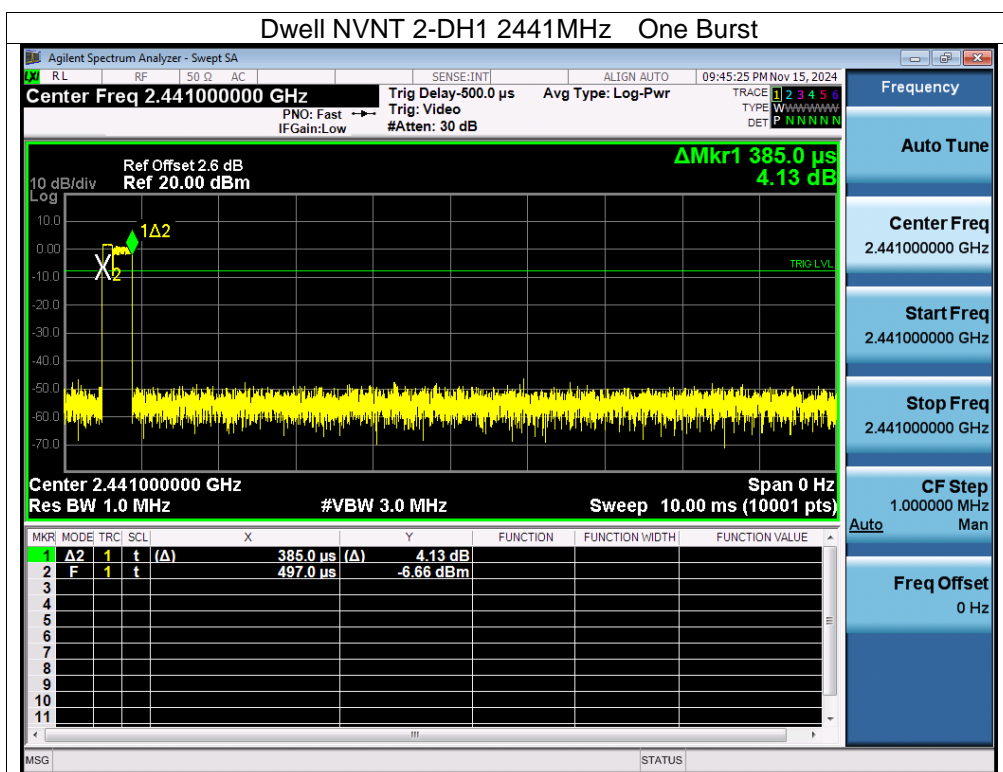 Dwell NVNT 2-DH1 2441MHz One Burst
Agilent Spectrum Analyzer - Swept SA
LXI RL RF 50 Ω AC SENSE:INT ALIGN AUTO 09:45:25 PM Nov 15, 2024
Center Freq 2.441000000 GHz Trig Delay-500.0 µs Avg Type: Log-Pwr TRACE 1 2 3 4 5 6
PNO: Fast Trig: Video TYPE WWWWWW
IFGain:Low #Atten: 30 dB DET P N N N N N
Frequency
ΔMkr1 385.0 µs
4.13 dB
Ref Offset 2.6 dB
10 dB/div Ref 20.00 dBm
Log
10.0
1Δ2
0.00
TRIG LVL
2
-10.0
-20.0
-30.0
-40.0
-50.0
-60.0
-70.0
Center 2.441000000 GHz Span 0 Hz
Res BW 1.0 MHz #VBW 3.0 MHz Sweep 10.00 ms (10001 pts)
MKR MODE TRC SCL X Y FUNCTION FUNCTION WIDTH FUNCTION VALUE
1 Δ2 1 t (Δ) 385.0 µs (Δ) 4.13 dB
2 F 1 t 497.0 µs -6.66 dBm
3
4
5
6
7
8
9
10
11
MSG STATUS
Auto Tune
Center Freq
2.441000000 GHz
Start Freq
2.441000000 GHz
Stop Freq
2.441000000 GHz
CF Step
1.000000 MHz
Auto Man
Freq Offset
0 Hz